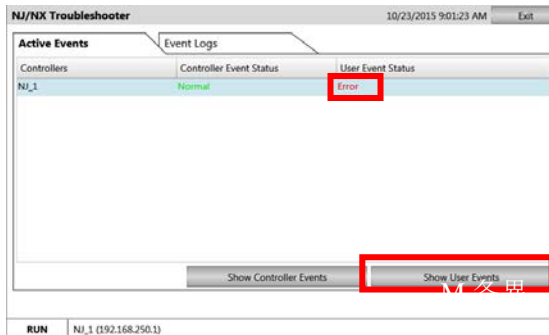 NJ/NX Troubleshooter 10/23/2015 9:01:23 AM Exit
Active Events Event Logs
Controllers Controller Event Status User Event Status
NJ_1 Normal Error
Show Controller Events Show User Events
RUN NJ_1 (192.168.250.1)